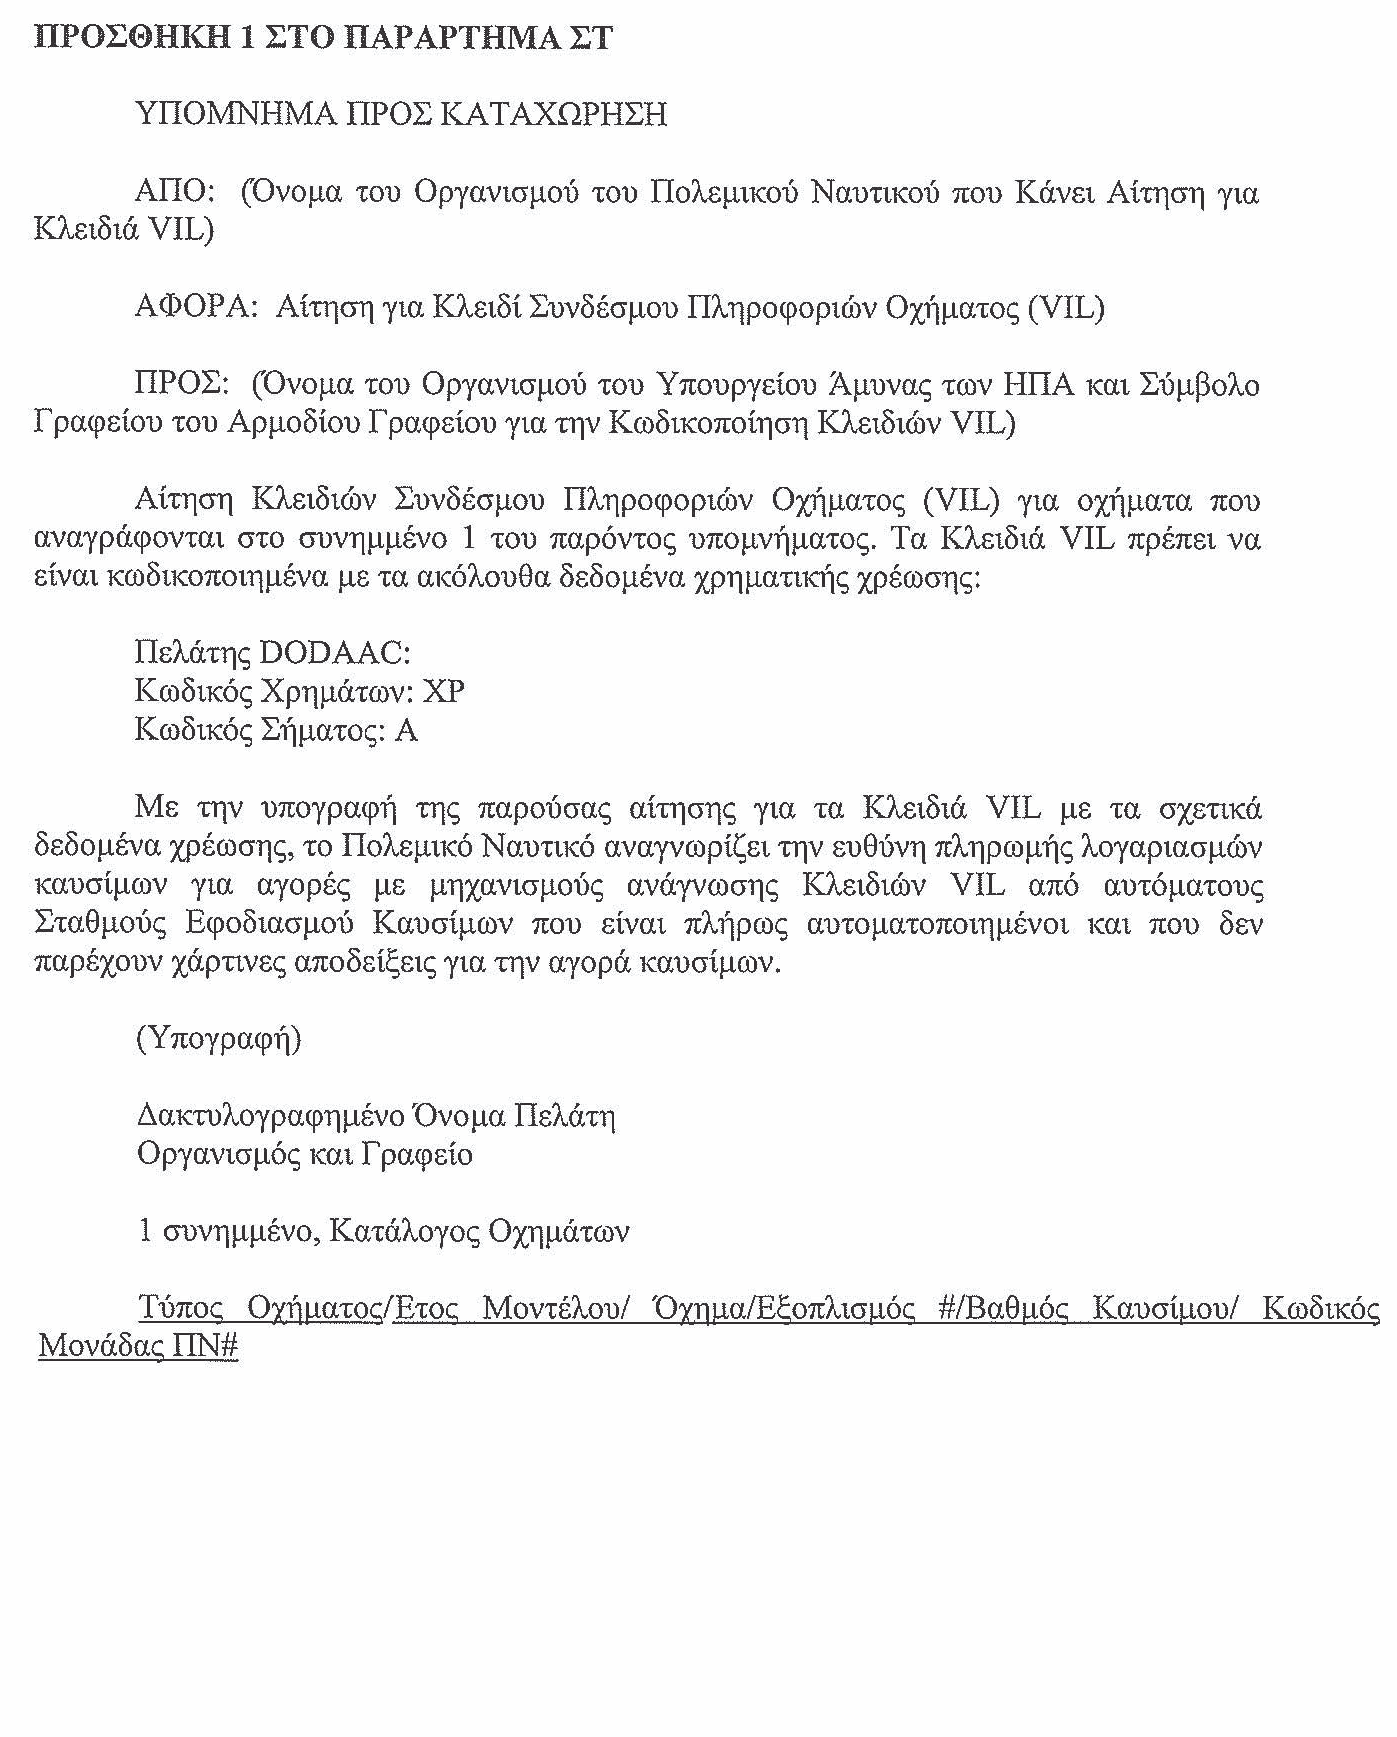 ΠΡΟΣΘΗΚΗ 1 ΣΤΟ ΠΑΡΑΡΤΗΜΑ ΣΤ
ΥΠΟΜΝΗΜΑ ΠΡΟΣ ΚΑΤΑΧΩΡΗΣΗ
ΑΠΟ: (Όνομα του Οργανισμού του Πολεμικού Ναυτικού που Κάνει Αίτηση για
Κλειδιά VIL)
ΑΦΟΡΑ: Αίτηση για Κλειδί Συνδέσμου Πληροφοριών Οχήματος (VIL)
ΠΡΟΣ: (Όνομα του Οργανισμού του Υπουργείου Άμυνας των ΗΠΑ και Σύμβολο
Γραφείου του Αρμοδίου Γραφείου για την Κωδικοποίηση Κλειδιών VIL)
Αίτηση Κλειδιών Συνδέσμου Πληροφοριών Οχήματος (VIL) για οχήματα που
αναγράφονται στο συνημμένο 1 του παρόντος υπομνήματος. Τα Κλειδιά VIL πρέπει να
είναι κωδικοποιημένα με τα ακόλουθα δεδομένα χρηματικής χρέωσης:
Πελάτης DODAAC:
Κωδικός Χρημάτων: XP
Κωδικός Σήματος: A
Με την υπογραφή της παρούσας αίτησης για τα Κλειδιά VIL με τα σχετικά
δεδομένα χρέωσης, το Πολεμικό Ναυτικό αναγνωρίζει την ευθύνη πληρωμής λογαριασμών
καυσίμων για αγορές με μηχανισμούς ανάγνωσης Κλειδιών VIL από αυτόματους
Σταθμούς Εφοδιασμού Καυσίμων που είναι πλήρως αυτοματοποιημένοι και που δεν
παρέχουν χάρτινες αποδείξεις για την αγορά καυσίμων.
(Υπογραφή)
Δακτυλογραφημένο Όνομα Πελάτη
Οργανισμός και Γραφείο
1 συνημμένο, Κατάλογος Οχημάτων
Τύπος Οχήματος/Ετος Μοντέλου/ Όχημα/Εξοπλισμός #/Βαθμός Καυσίμου/ Κωδικός
Μονάδας ΠΝ#